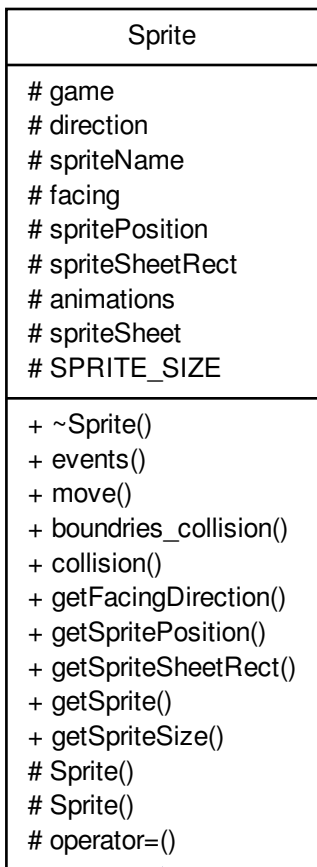 Sprite
# game
# direction
# spriteName
# facing
# spritePosition
# spriteSheetRect
# animations
# spriteSheet
# SPRITE_SIZE
+ ~Sprite()
+ events()
+ move()
+ boundries_collision()
+ collision()
+ getFacingDirection()
+ getSpritePosition()
+ getSpriteSheetRect()
+ getSprite()
+ getSpriteSize()
# Sprite()
# Sprite()
# operator=()